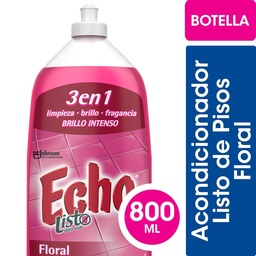 BOTELLA
3en1
limpieza • brillo • fragancia
BRILLO INTENSO
SC Johnson
Echo
Listo
Floral
800
ML
Acondicionador
Listo de Pisos
Floral